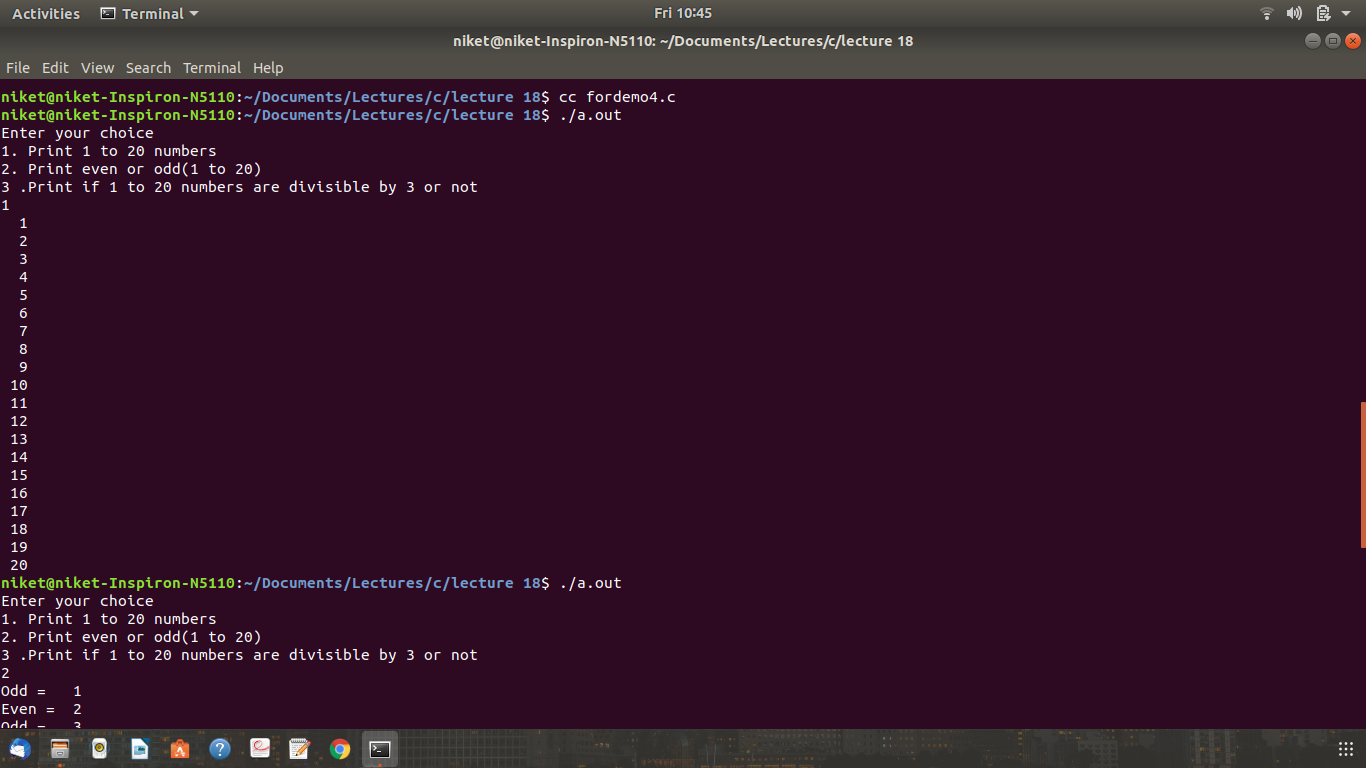 Activities Terminal Fri 10:45
niket@niket-Inspiron-N5110: ~/Documents/Lectures/c/lecture 18
File Edit View Search Terminal Help
niket@niket-Inspiron-N5110:~/Documents/Lectures/c/lecture 18$ cc fordemo4.c
niket@niket-Inspiron-N5110:~/Documents/Lectures/c/lecture 18$ ./a.out
Enter your choice
1. Print 1 to 20 numbers
2. Print even or odd(1 to 20)
3 .Print if 1 to 20 numbers are divisible by 3 or not
1
1
2
3
4
5
6
7
8
9
10
11
12
13
14
15
16
17
18
19
20
niket@niket-Inspiron-N5110:~/Documents/Lectures/c/lecture 18$ ./a.out
Enter your choice
1. Print 1 to 20 numbers
2. Print even or odd(1 to 20)
3 .Print if 1 to 20 numbers are divisible by 3 or not
2
Odd = 1
Even = 2
Odd = 3